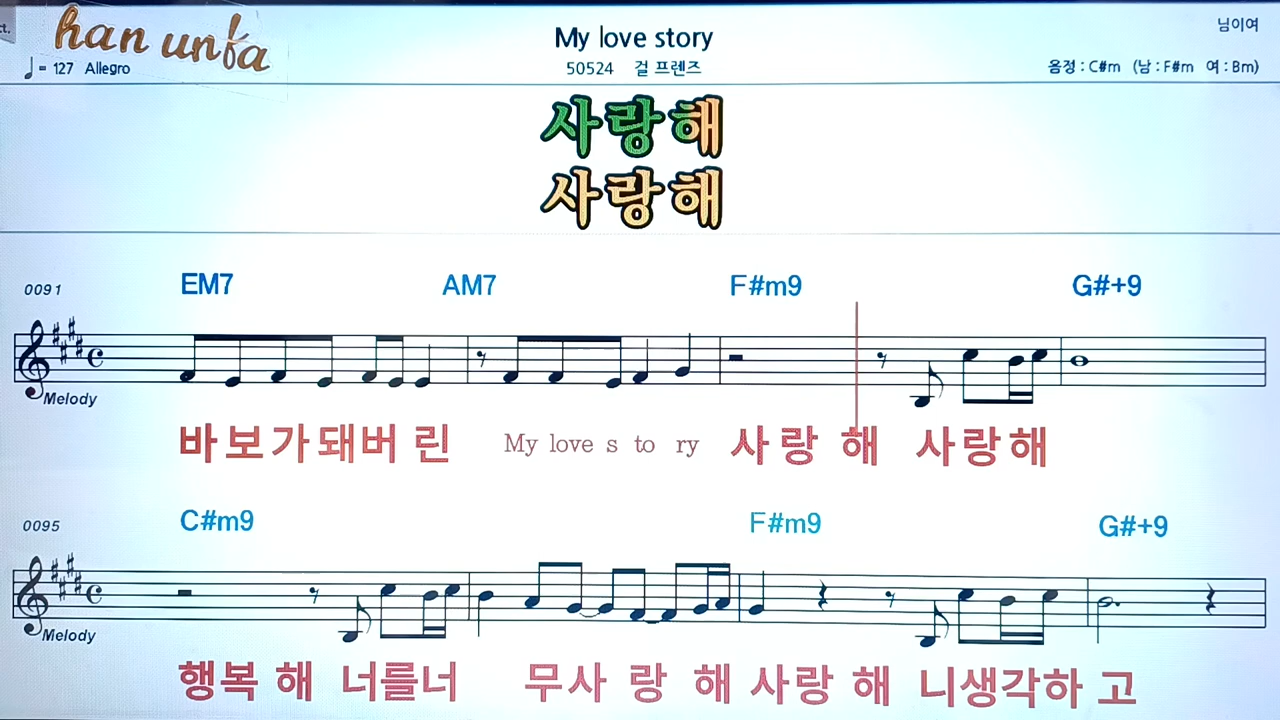 ct.
han unfa
My love story
님이여
♩= 127 Allegro
50524 걸 프렌즈
음정 : C#m (남 : F#m 여 : Bm)
사랑해
사랑해
0091 EM7 AM7 F#m9 G#+9
Melody
바보가돼버린 My love s to ry 사랑 해 사랑해
0095 C#m9 F#m9 G#+9
Melody
행복 해 너를너 무사 랑 해 사랑 해 니생각하 고